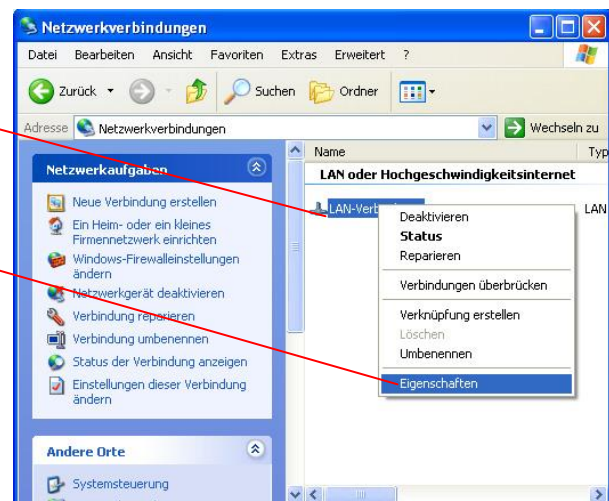 Netzwerkverbindungen
Datei Bearbeiten Ansicht Favoriten Extras Erweitert ?
Zurück Suchen Ordner
Adresse Netzwerkverbindungen Wechseln zu
Netzwerkaufgaben
Neue Verbindung erstellen
Ein Heim- oder ein kleines
Firmennetzwerk einrichten
Windows-Firewalleinstellungen
ändern
Netzwerkgerät deaktivieren
Verbindung reparieren
Verbindung umbenennen
Status der Verbindung anzeigen
Einstellungen dieser Verbindung
ändern
Andere Orte
Systemsteuerung
Name Typ
LAN oder Hochgeschwindigkeitsinternet
LAN
Deaktivieren
Status
Reparieren
Verbindungen überbrücken
Verknüpfung erstellen
Löschen
Umbenennen
Eigenschaften